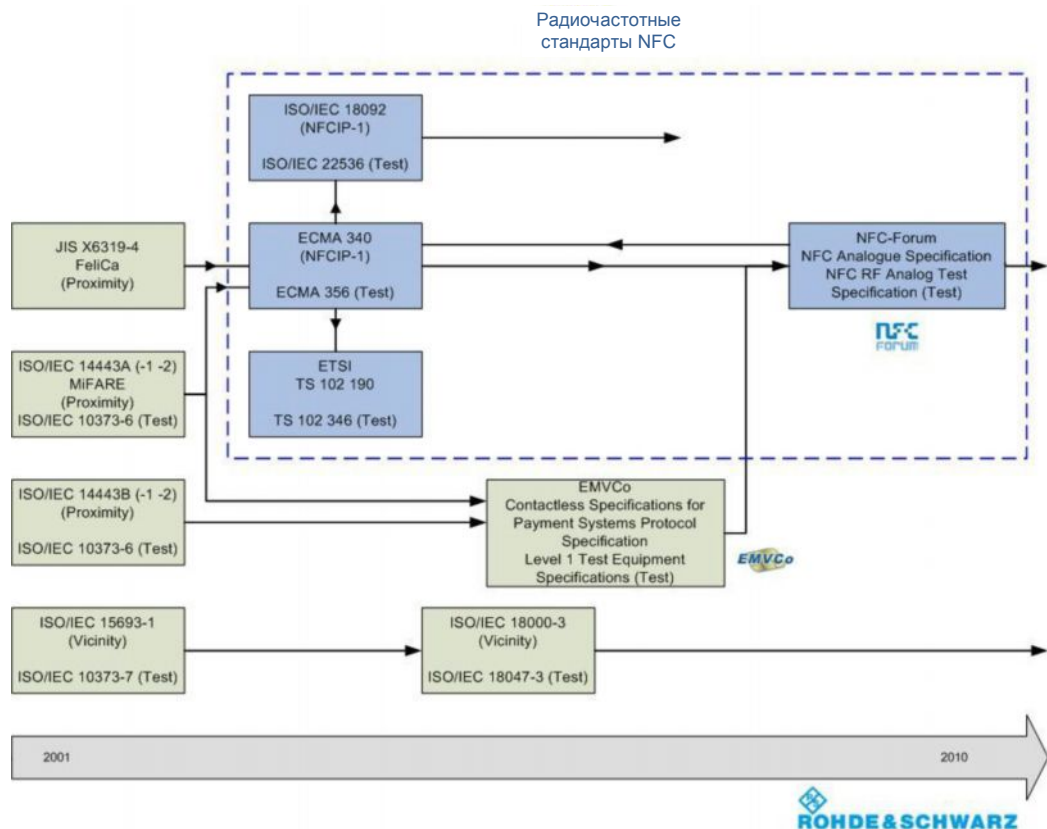 Радиочастотные
стандарты NFC
ISO/IEC 18092
(NFCIP-1)
ISO/IEC 22536 (Test)
JIS X6319-4
FeliCa
(Proximity)
ECMA 340
(NFCIP-1)
ECMA 356 (Test)
NFC-Forum
NFC Analogue Specification
NFC RF Analog Test
Specification (Test)
NFC
FORUM
ISO/IEC 14443A (-1 -2)
MiFARE
(Proximity)
ISO/IEC 10373-6 (Test)
ETSI
TS 102 190
TS 102 346 (Test)
ISO/IEC 14443B (-1 -2)
(Proximity)
ISO/IEC 10373-6 (Test)
EMVCo
Contactless Specifications for
Payment Systems Protocol
Specification
Level 1 Test Equipment
Specifications (Test)
EMVCo
ISO/IEC 15693-1
(Vicinity)
ISO/IEC 10373-7 (Test)
ISO/IEC 18000-3
(Vicinity)
ISO/IEC 18047-3 (Test)
2001
2010
ROHDE&SCHWARZ